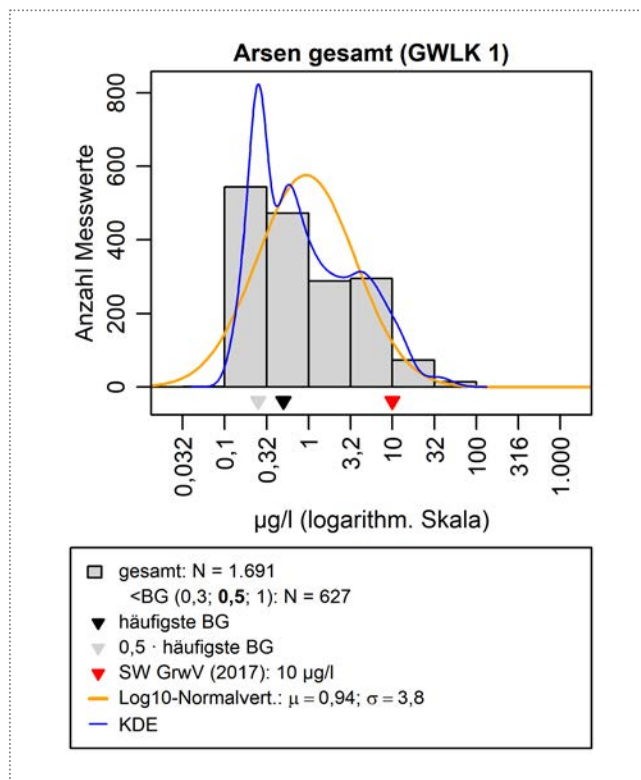 Arsen gesamt (GWLK 1)
Anzahl Messwerte
800
600
400
200
0
0,032
0,1
0,32
1
3,2
10
32
100
316
1.000
µg/l (logarithm. Skala)
gesamt: N = 1.691
<BG (0,3; 0,5; 1): N = 627
häufigste BG
0,5 · häufigste BG
SW GrwV (2017): 10 µg/l
Log10-Normalvert.: µ = 0,94; σ = 3,8
KDE